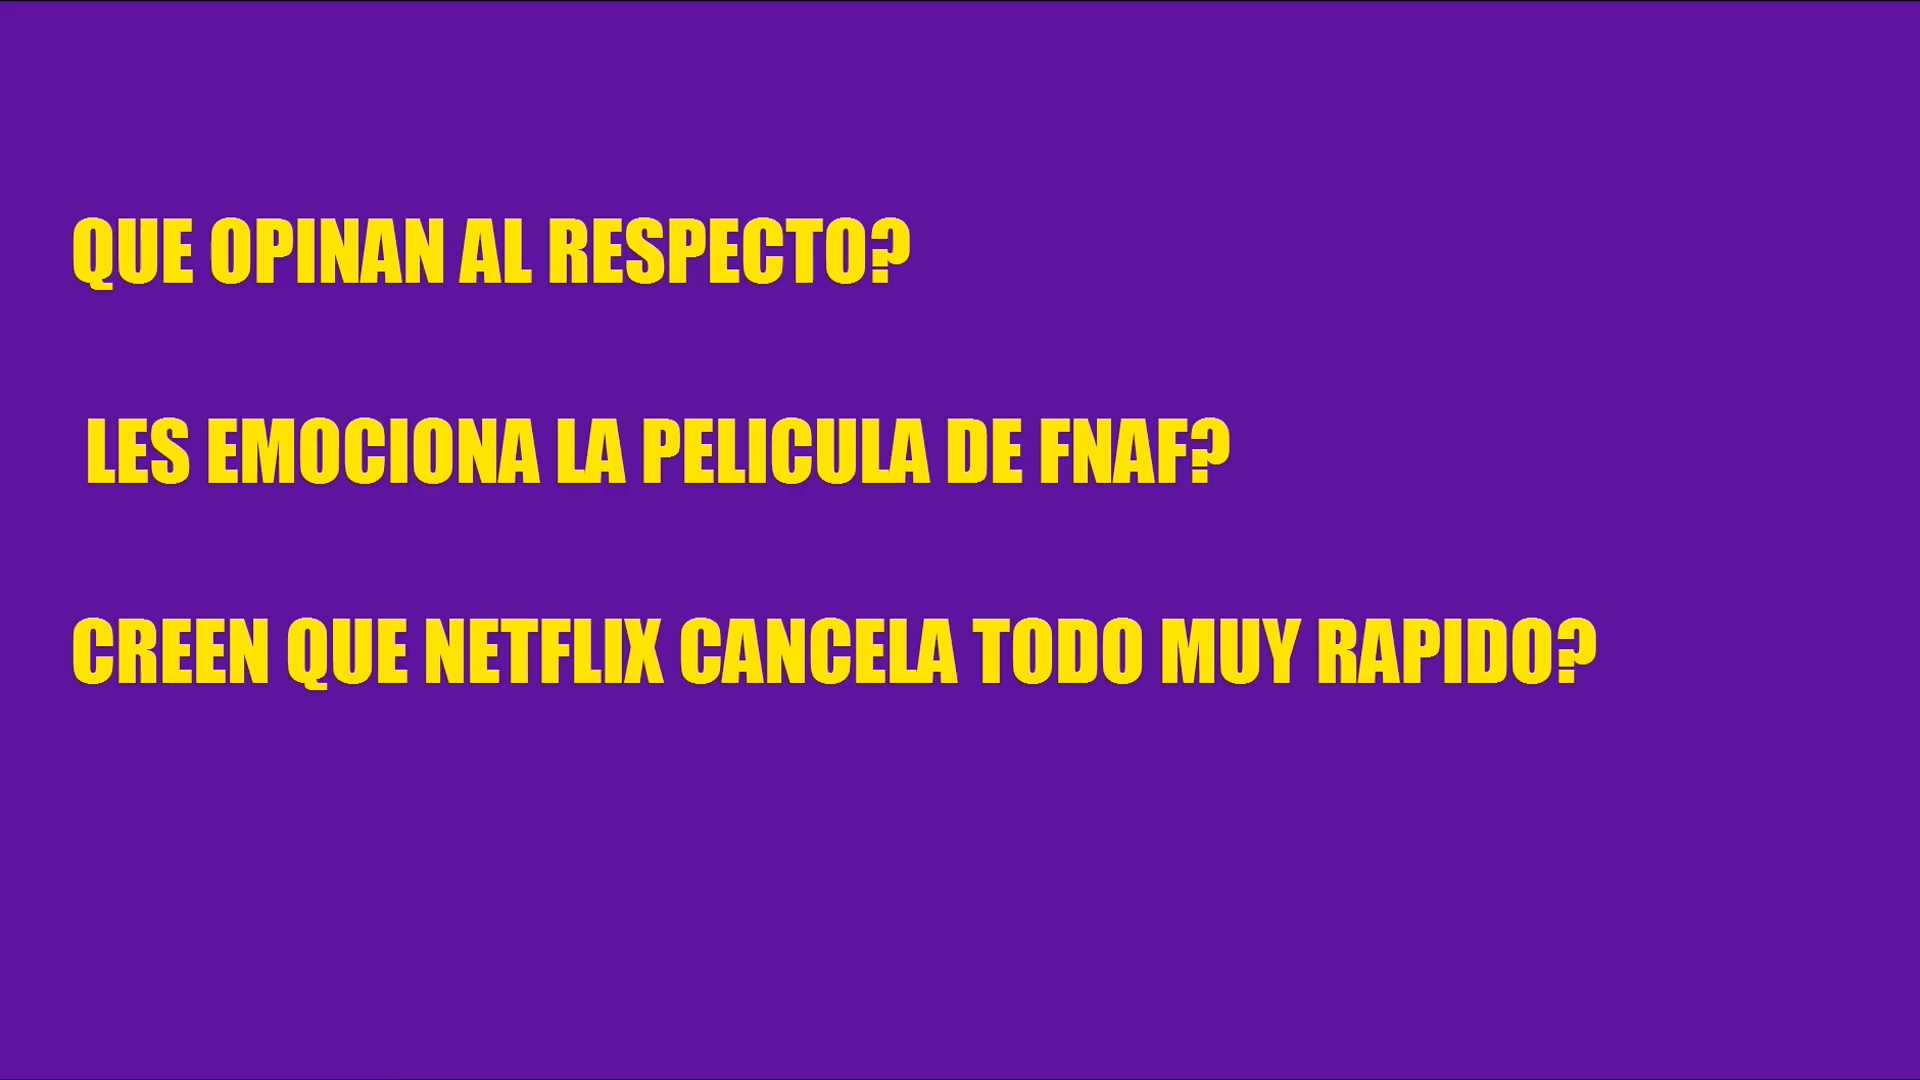 QUE OPINAN AL RESPECTO?
LES EMOCIONA LA PELICULA DE FNAF?
CREEN QUE NETFLIX CANCELA TODO MUY RAPIDO?